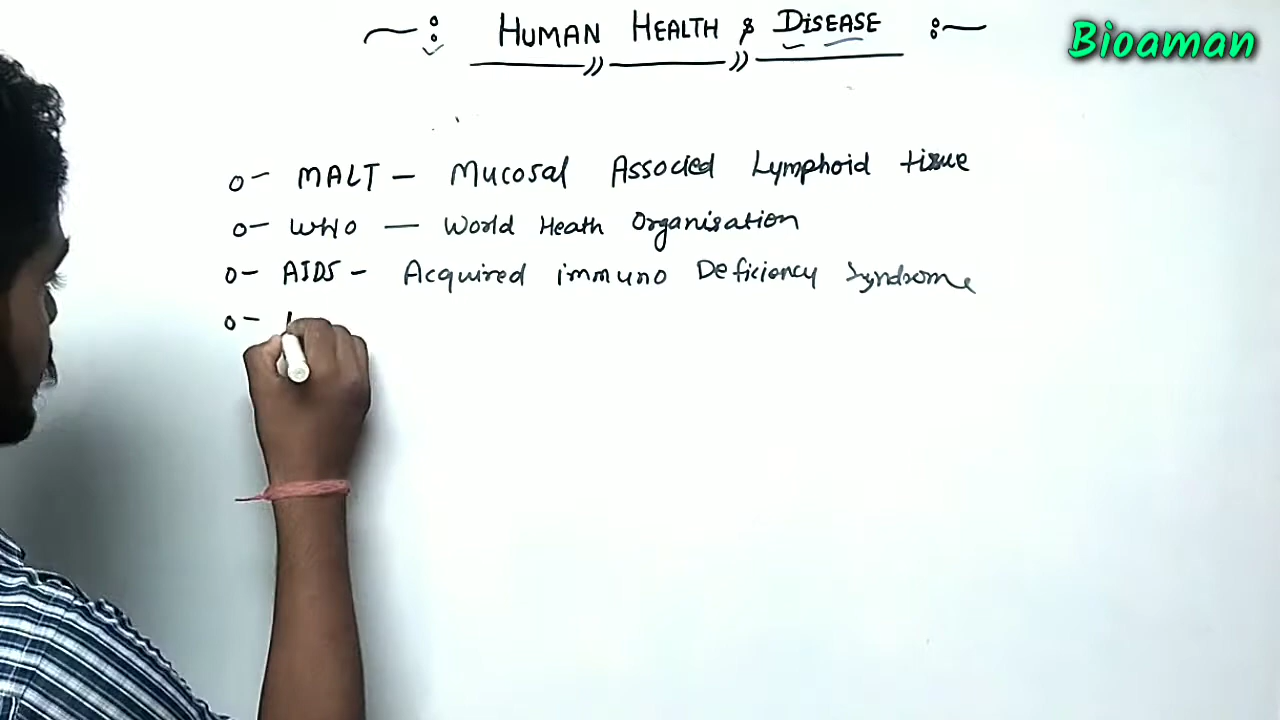 HUMAN HEALTH & DISEASE
Bioaman
MALT - Mucosal Associed Lymphoid tissue
WHO - World Heath Organisation
AIDS - Acquired immuno Deficiency Syndrome